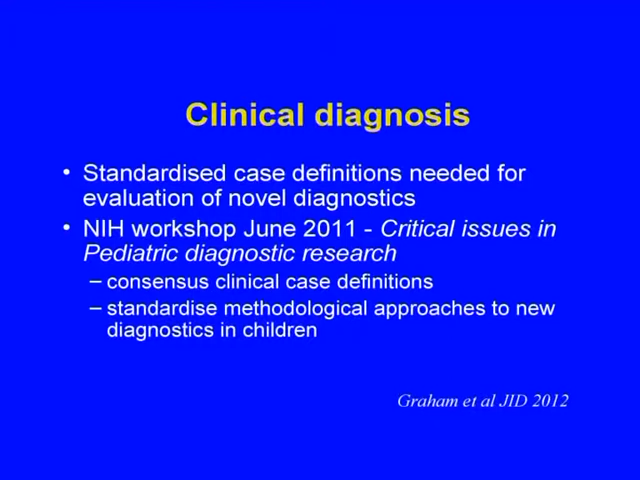 Clinical diagnosis
• Standardised case definitions needed for
evaluation of novel diagnostics
• NIH workshop June 2011 - Critical issues in
Pediatric diagnostic research
– consensus clinical case definitions
– standardise methodological approaches to new
diagnostics in children
Graham et al JID 2012